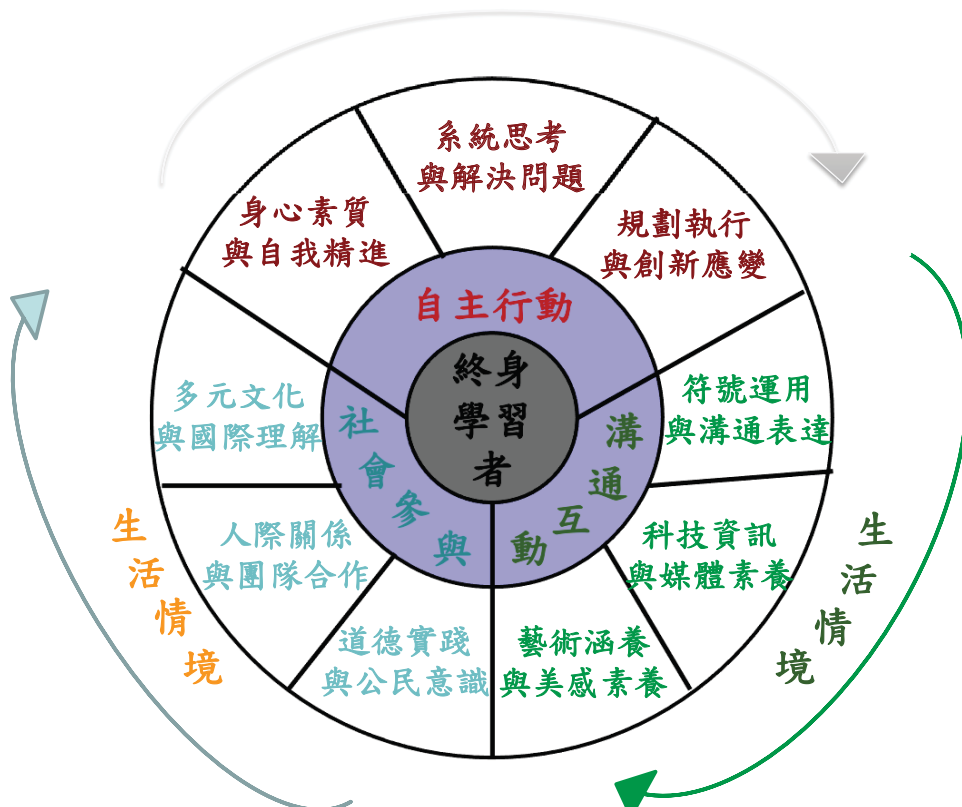 系統思考
與解決問題
身心素質
與自我精進
規劃執行
與創新應變
自主行動
終身
學習
者
多元文化
與國際理解
符號運用
與溝通表達
社會參與
溝通互動
人際關係
與團隊合作
科技資訊
與媒體素養
生活情境
生活情境
道德實踐
與公民意識
藝術涵養
與美感素養